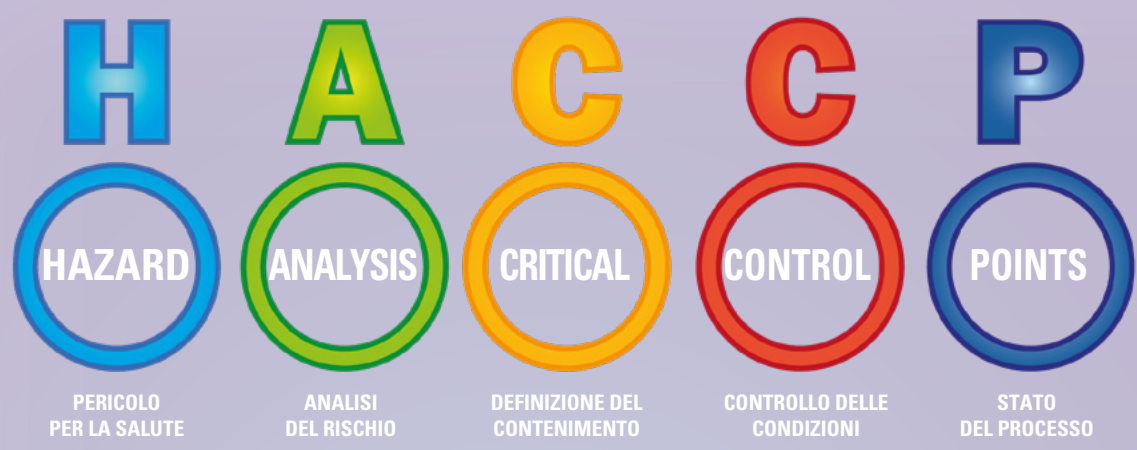 H A C C P
HAZARD ANALYSIS CRITICAL CONTROL POINTS
PERICOLO
PER LA SALUTE
ANALISI
DEL RISCHIO
DEFINIZIONE DEL
CONTENIMENTO
CONTROLLO DELLE
CONDIZIONI
STATO
DEL PROCESSO